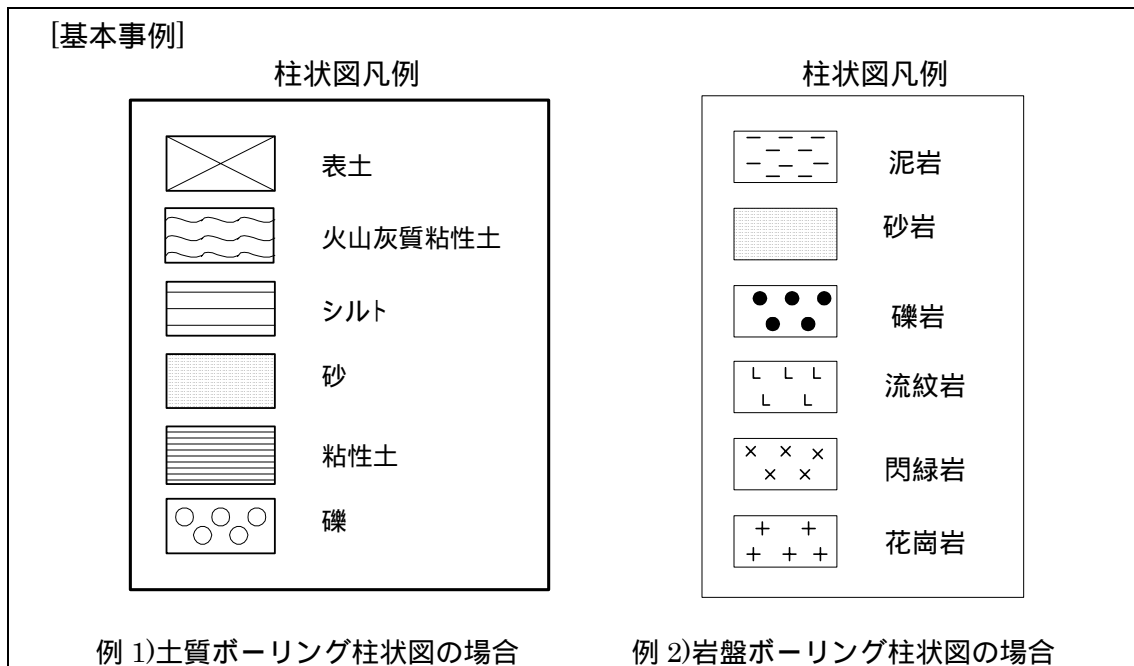 [基本事例]
柱状図凡例
表土
火山灰質粘性土
シルト
砂
粘性土
礫
例 1)土質ボーリング柱状図の場合
柱状図凡例
泥岩
砂岩
礫岩
流紋岩
閃緑岩
花崗岩
例 2)岩盤ボーリング柱状図の場合